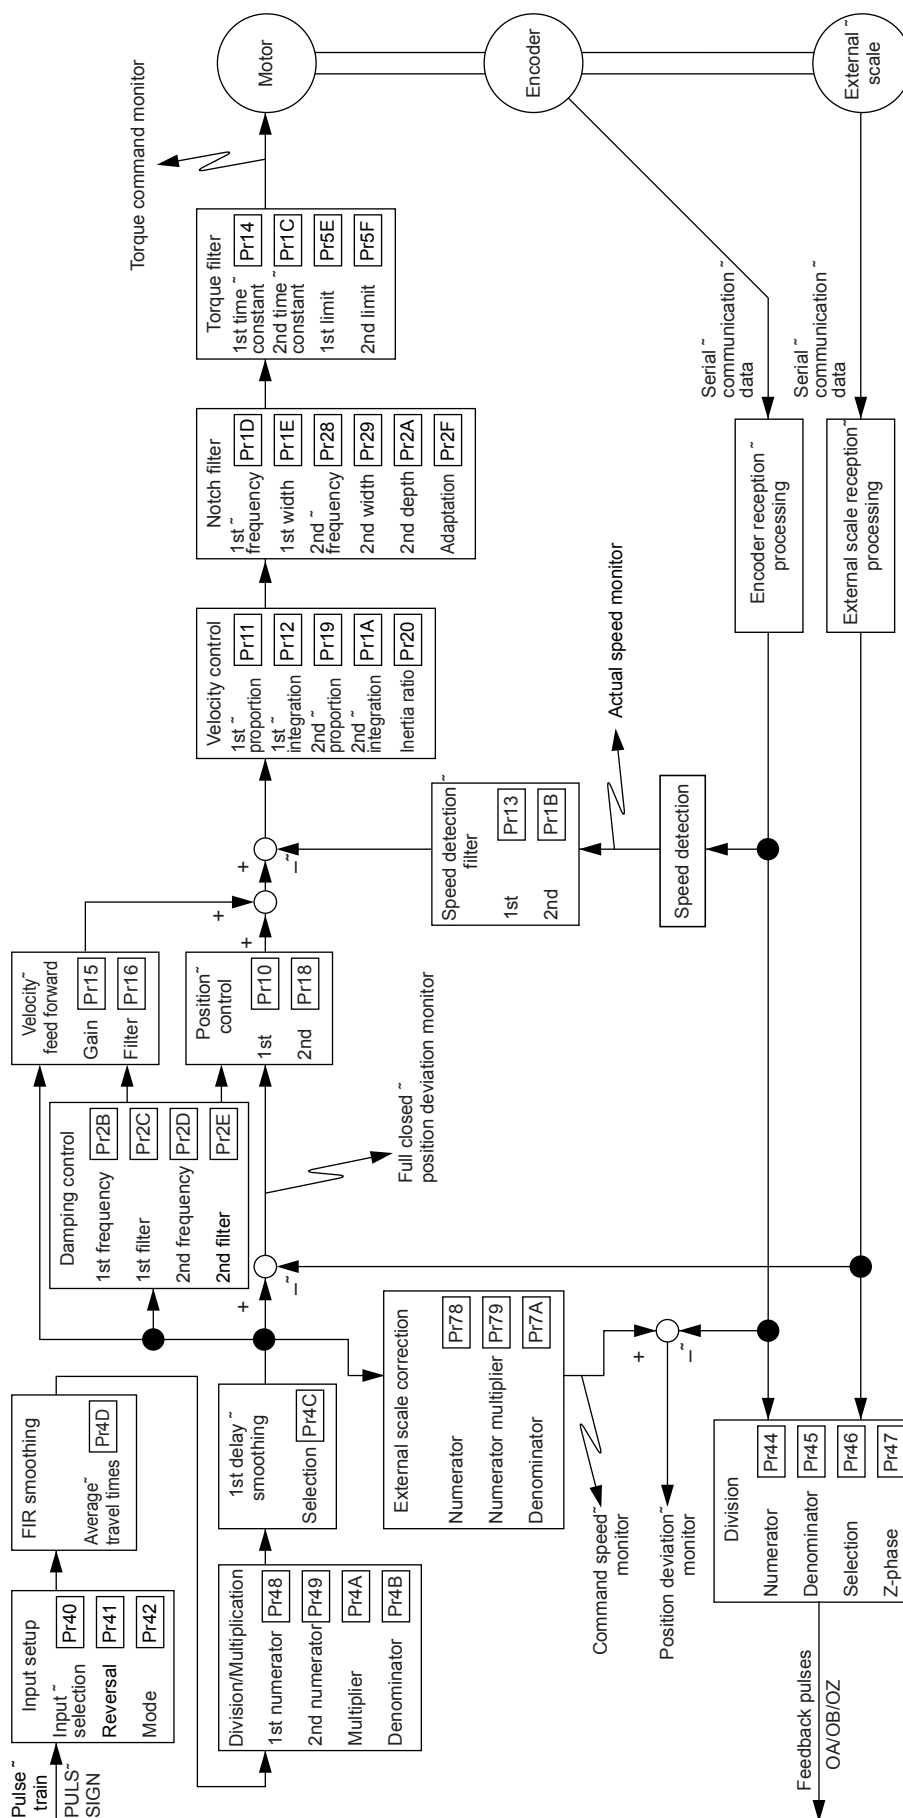 Pulse~
train
PULS~
SIGN
Input setup
Input~
selection
Pr40
Reversal
Pr41
Mode
Pr42
FIR smoothing
Average~
travel times
Pr4D
Division/Multiplication
1st numerator
Pr48
2nd numerator
Pr49
Multiplier
Pr4A
Denominator
Pr4B
1st delay~
smoothing
Selection
Pr4C
Damping control
1st frequency
Pr2B
1st filter
Pr2C
2nd frequency
Pr2D
2nd filter
Pr2E
Velocity~
feed forward
Gain
Pr15
Filter
Pr16
Position~
control
1st
Pr10
2nd
Pr18
+
–~
Full closed~
position deviation monitor
+
+
+
–~
Velocity control
1st~
proportion
Pr11
1st~
integration
Pr12
2nd~
proportion
Pr19
2nd~
integration
Pr1A
Inertia ratio
Pr20
Notch filter
1st~
frequency
Pr1D
1st width
Pr1E
2nd~
frequency
Pr28
2nd width
Pr29
2nd depth
Pr2A
Adaptation
Pr2F
Torque filter
1st time~
constant
Pr14
2nd time~
constant
Pr1C
1st limit
Pr5E
2nd limit
Pr5F
Torque command monitor
Motor
Encoder
External~
scale
Speed detection~
filter
1st
Pr13
2nd
Pr1B
Actual speed monitor
Speed detection
Serial~
communication~
data
Serial~
communication~
data
Encoder reception~
processing
External scale reception~
processing
External scale correction
Numerator
Pr78
Numerator multiplier
Pr79
Denominator
Pr7A
+
–~
Command speed~
monitor
Position deviation~
monitor
Division
Numerator
Pr44
Denominator
Pr45
Selection
Pr46
Z-phase
Pr47
Feedback pulses
OA/OB/OZ